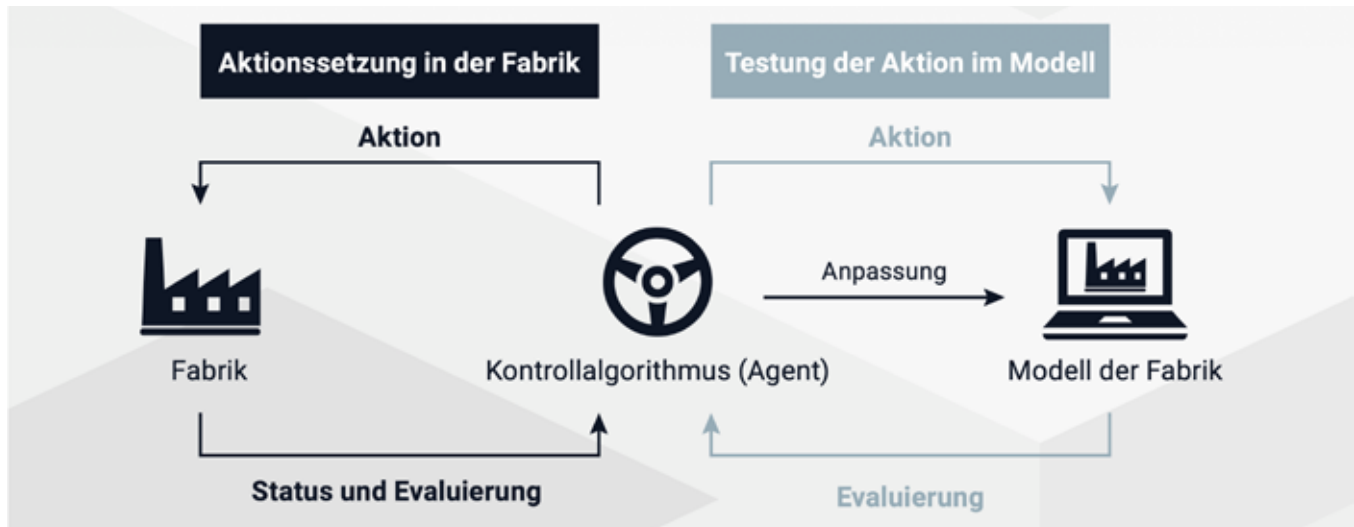 Aktionssetzung in der Fabrik
Testung der Aktion im Modell
Aktion
Aktion
Anpassung
Fabrik
Kontrollalgorithmus (Agent)
Modell der Fabrik
Status und Evaluierung
Evaluierung